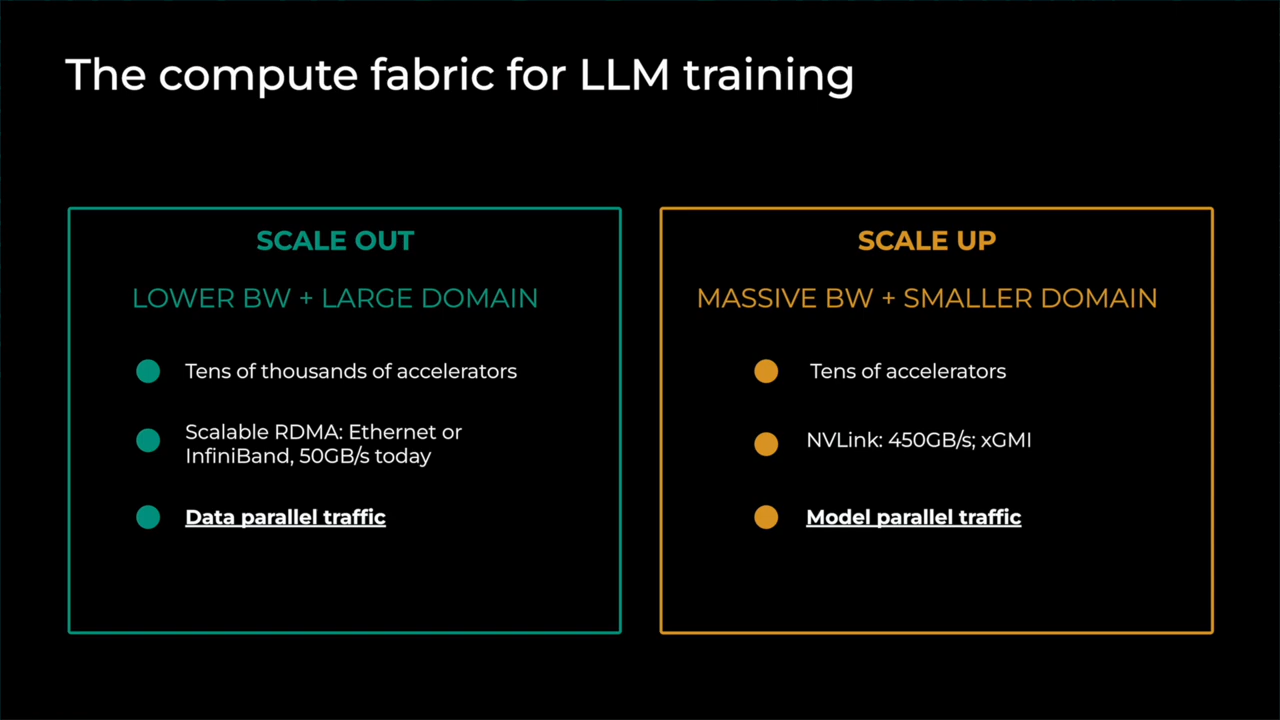 The compute fabric for LLM training
SCALE OUT
LOWER BW + LARGE DOMAIN
Tens of thousands of accelerators
Scalable RDMA: Ethernet or
InfiniBand, 50GB/s today
Data parallel traffic
SCALE UP
MASSIVE BW + SMALLER DOMAIN
Tens of accelerators
NVLink: 450GB/s; xGMI
Model parallel traffic